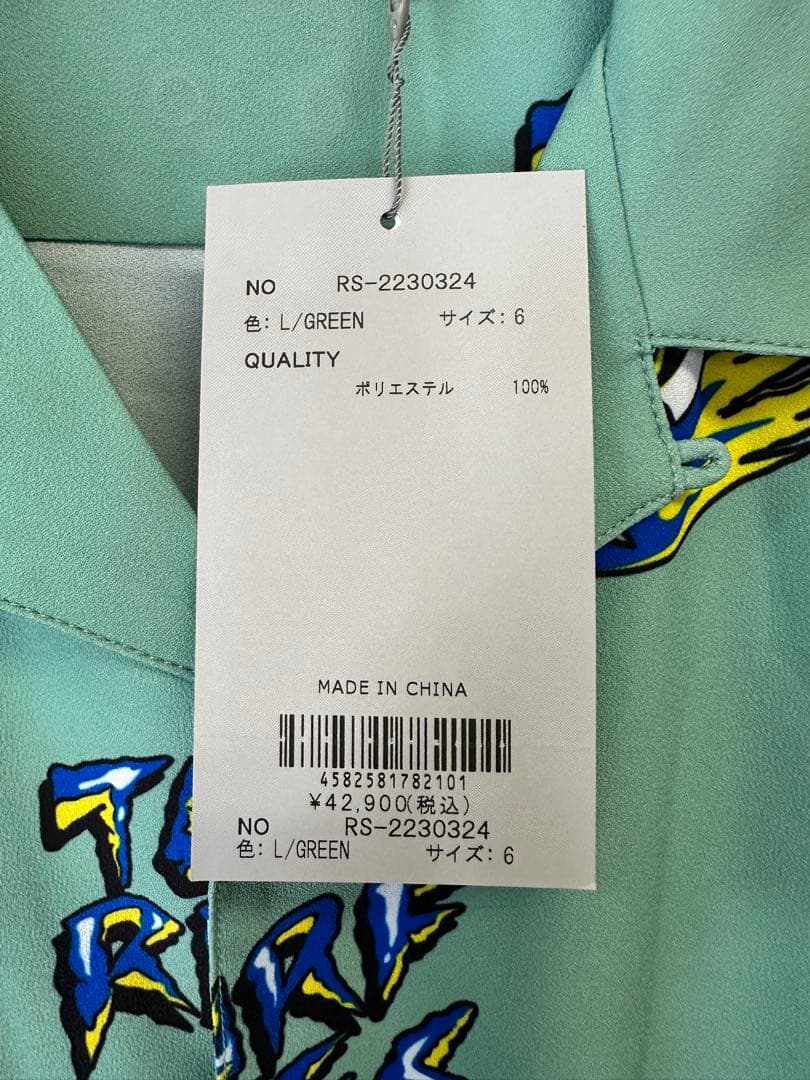 NO RS-2230324
色: L/GREEN サイズ: 6
QUALITY
ポリエステル 100%
MADE IN CHINA
4582581782101
¥42,900(税込)
NO RS-2230324
色: L/GREEN サイズ: 6